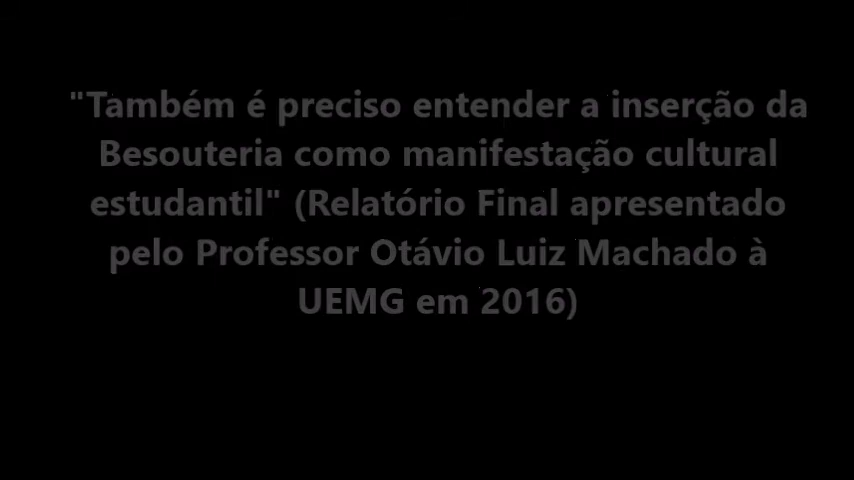 "Também é preciso entender a inserção da
Besouteria como manifestação cultural
estudantil" (Relatório Final apresentado
pelo Professor Otávio Luiz Machado à
UEMG em 2016)